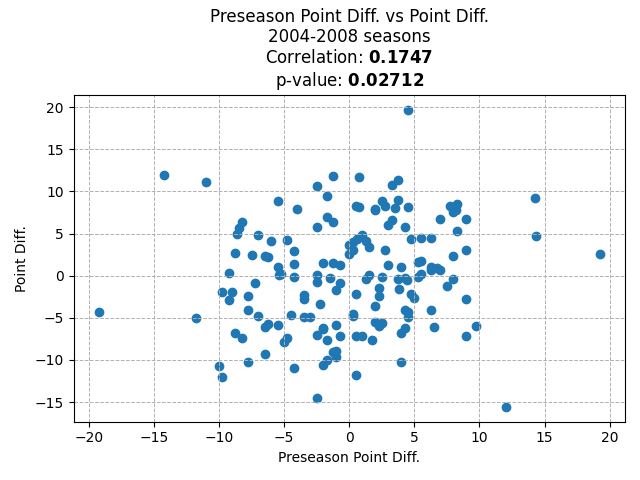 Preseason Point Diff. vs Point Diff.
2004-2008 seasons
Correlation: 0.1747
p-value: 0.02712
20
15
10
5
0
−5
−10
−15
Point Diff.
−20 −15 −10 −5 0 5 10 15 20
Preseason Point Diff.